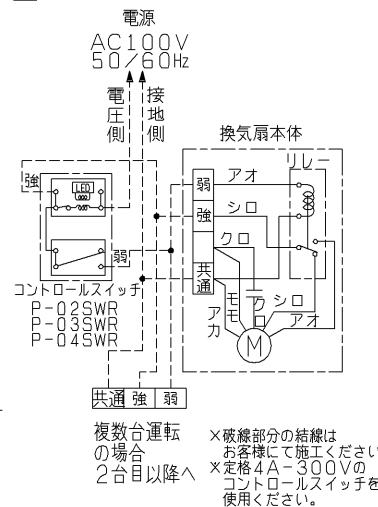 電源
AC100V
50/60Hz
電圧側
接地側
換気扇本体
リレー
強
LED
弱
アオ
強
シロ
クロ
弱
共通
コントロールスイッチ
P-02SWR
P-03SWR
P-04SWR
アカ
モモ
クロ
シロ
アオ
M
共通 強 弱
複数台運転
の場合
2台目以降へ
※破線部分の結線は
お客様にて施工ください
※定格4A-300Vの
コントロールスイッチを
使用ください。